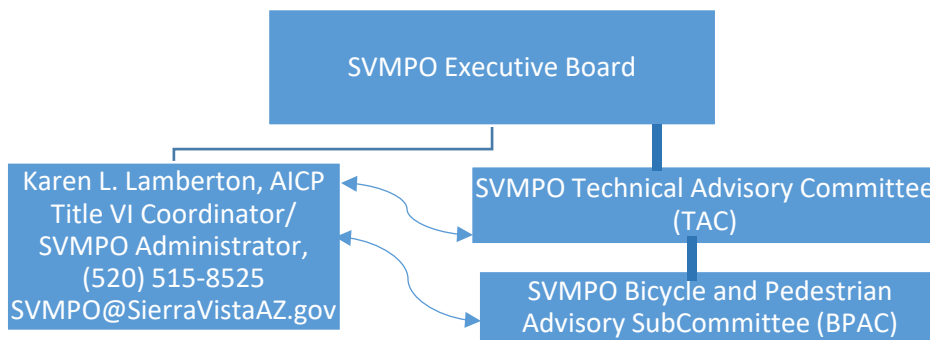 SVMPO Executive Board
Karen L. Lamberton, AICP
Title VI Coordinator/
SVMPO Administrator,
(520) 515-8525
SVMPO@SierraVistaAZ.gov
SVMPO Technical Advisory Committee
(TAC)
SVMPO Bicycle and Pedestrian
Advisory SubCommittee (BPAC)